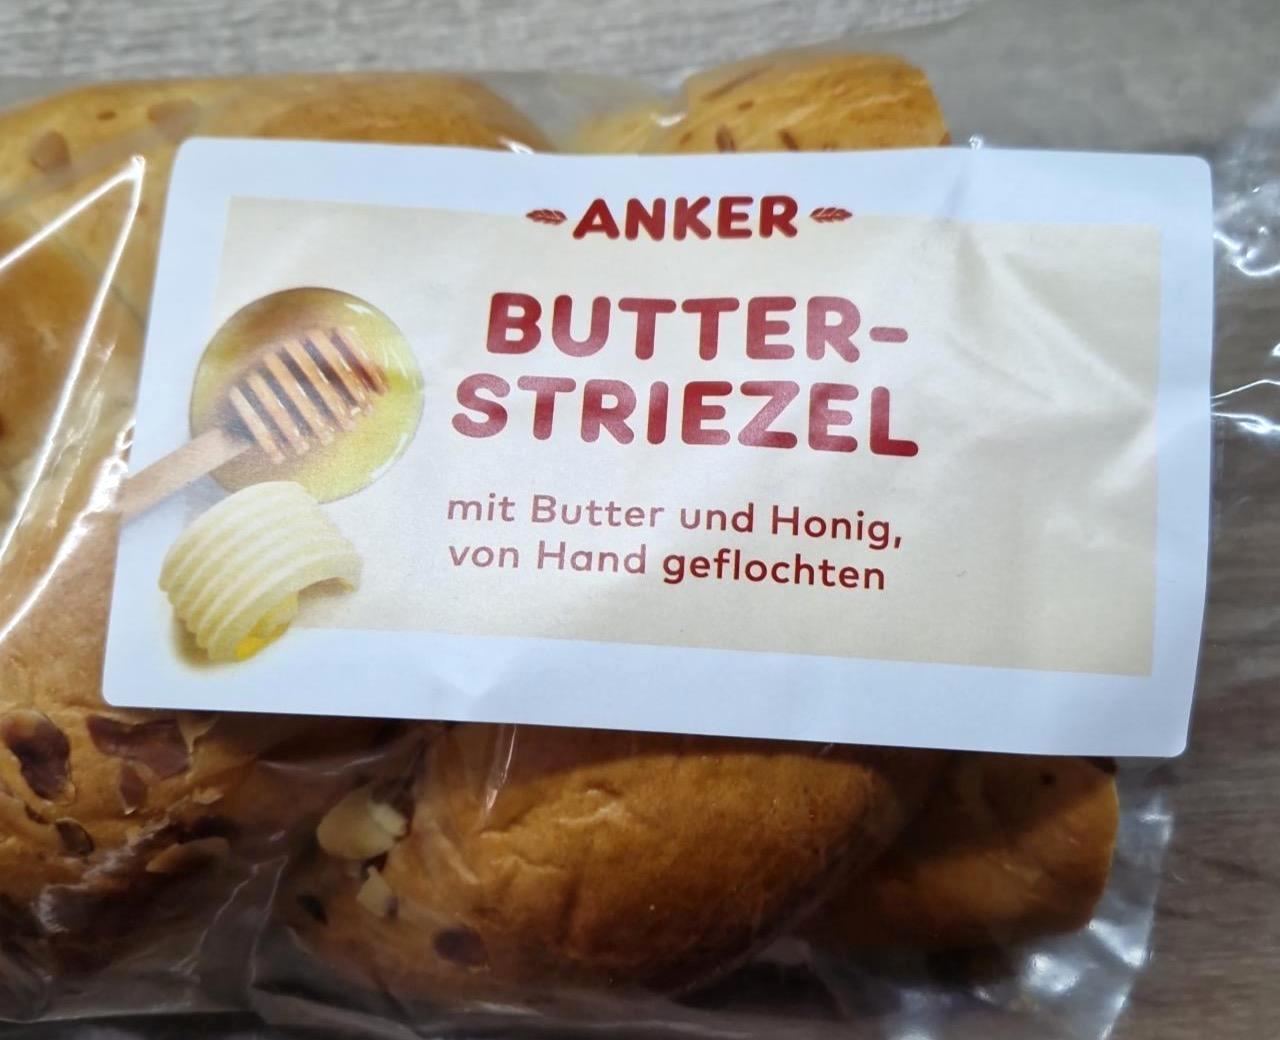 ANKER
BUTTER-
STRIEZEL
mit Butter und Honig,
von Hand geflochten